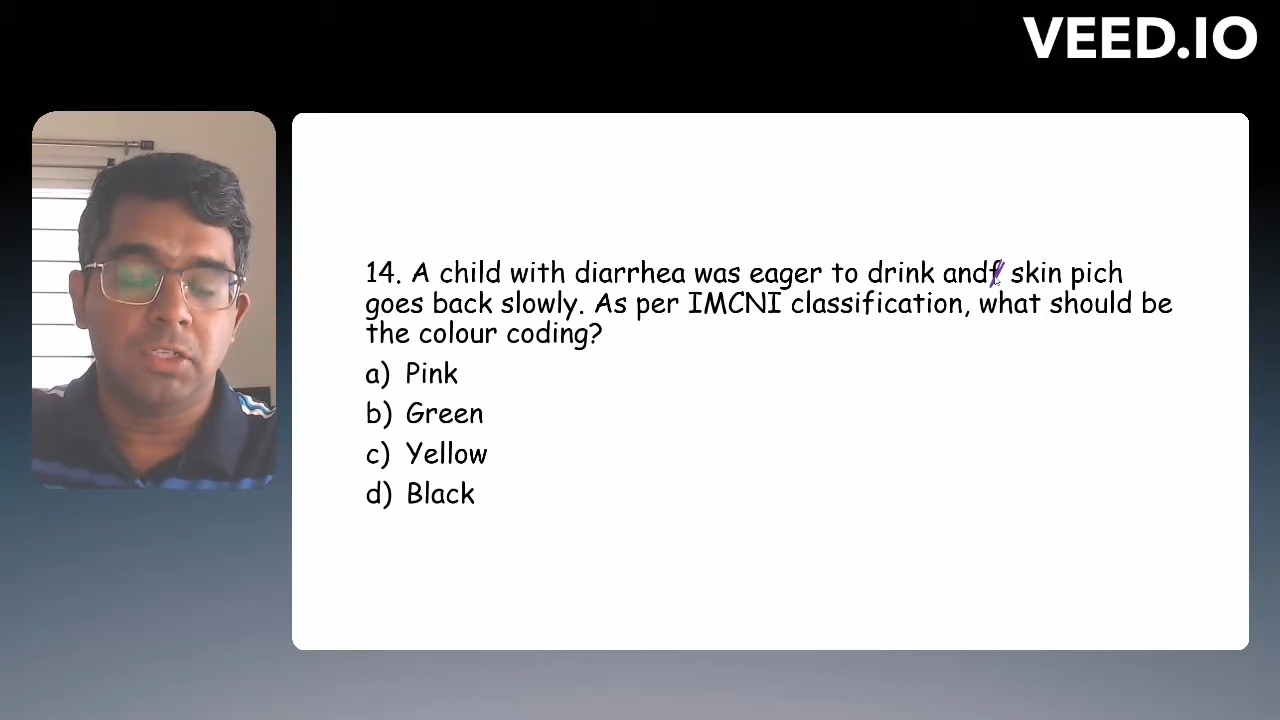 VEED.IO
14. A child with diarrhea was eager to drink andf skin pich
goes back slowly. As per IMCNI classification, what should be
the colour coding?
a) Pink
b) Green
c) Yellow
d) Black